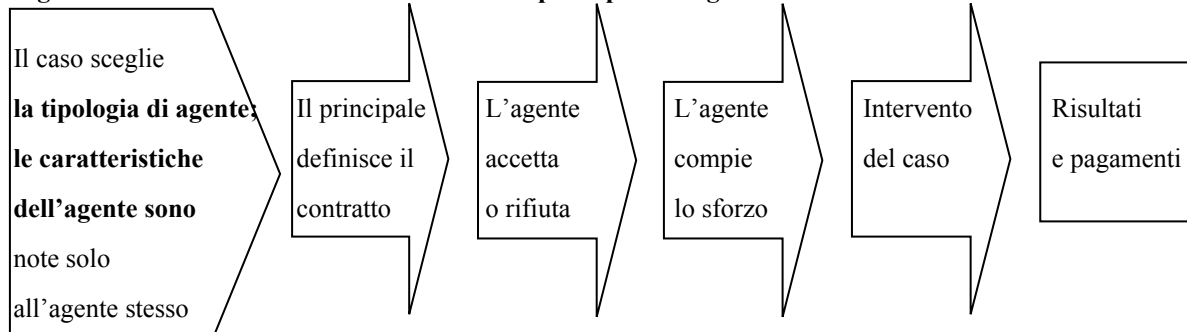 Il caso sceglie
la tipologia di agente;
le caratteristiche
dell'agente sono
note solo
all'agente stesso
Il principale
definisce il
contratto
L'agente
accetta
o rifiuta
L'agente
compie
lo sforzo
Intervento
del caso
Risultati
e pagamenti